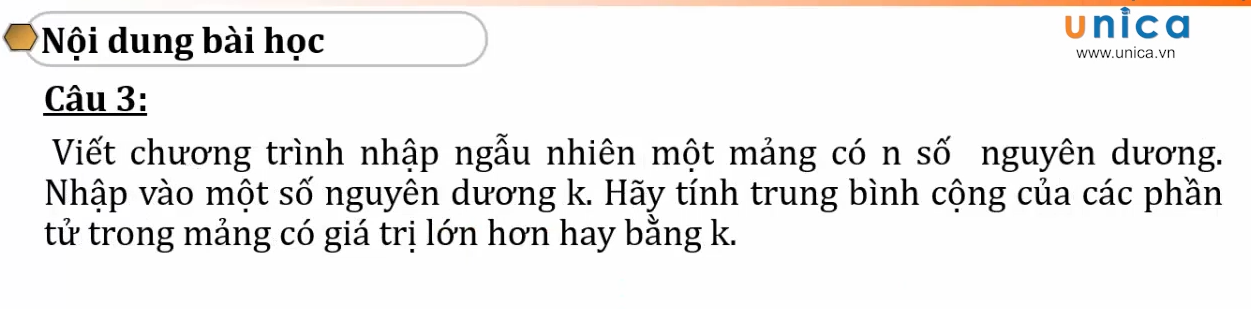 Nội dung bài học
unica
www.unica.vn
Câu 3:
Viết chương trình nhập ngẫu nhiên một mảng có n số nguyên dương.
Nhập vào một số nguyên dương k. Hãy tính trung bình cộng của các phần
tử trong mảng có giá trị lớn hơn hay bằng k.